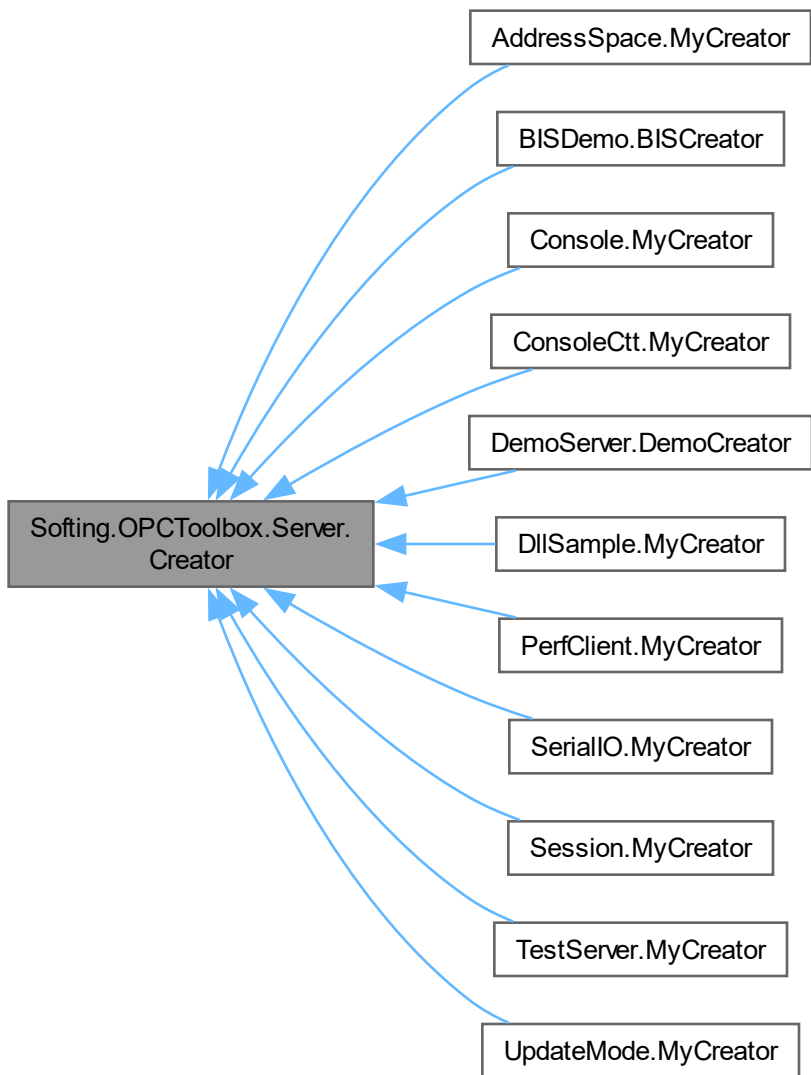 AddressSpace.MyCreator
BISDemo.BISCreator
Console.MyCreator
ConsoleCtt.MyCreator
DemoServer.DemoCreator
Softing.OPCToolbox.Server.
Creator
DllSample.MyCreator
PerfClient.MyCreator
SerialIO.MyCreator
Session.MyCreator
TestServer.MyCreator
UpdateMode.MyCreator